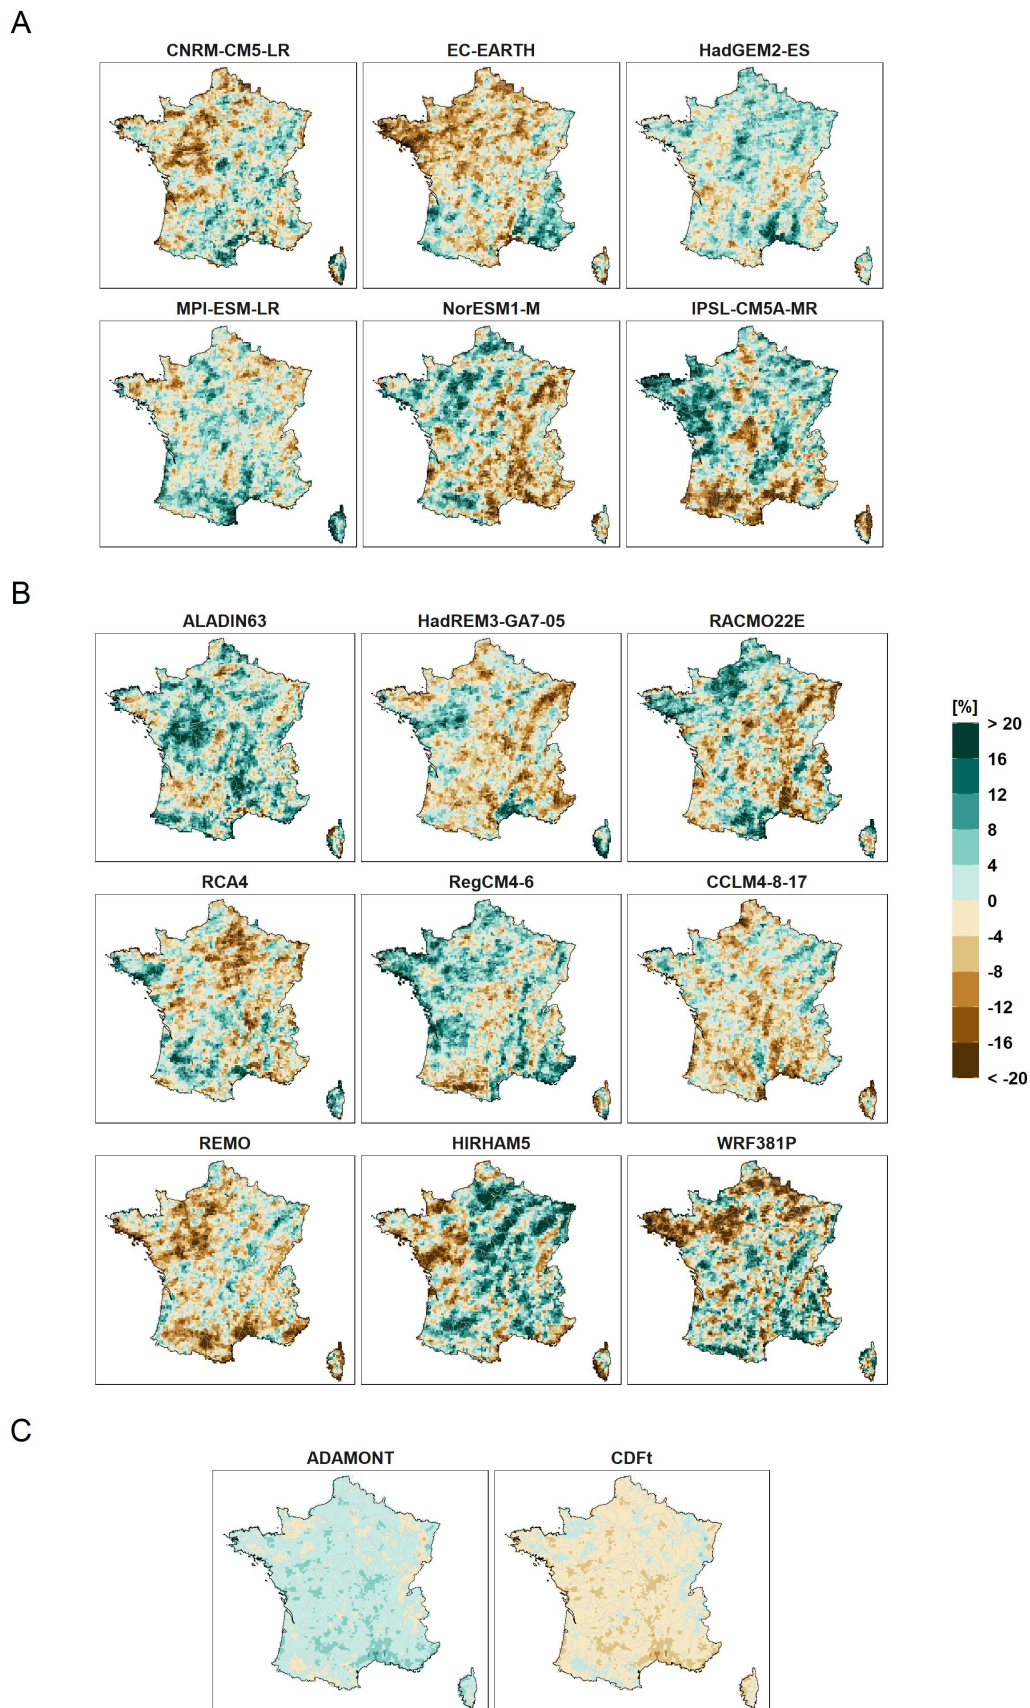 A
CNRM-CM5-LR EC-EARTH HadGEM2-ES
MPI-ESM-LR NorESM1-M IPSL-CM5A-MR
B
ALADIN63 HadREM3-GA7-05 RACMO22E
[%]
> 20
16
12
8
4
0
-4
-8
-12
-16
< -20
RCA4 RegCM4-6 CCLM4-8-17
REMO HIRHAM5 WRF381P
C
ADAMONT CDFt